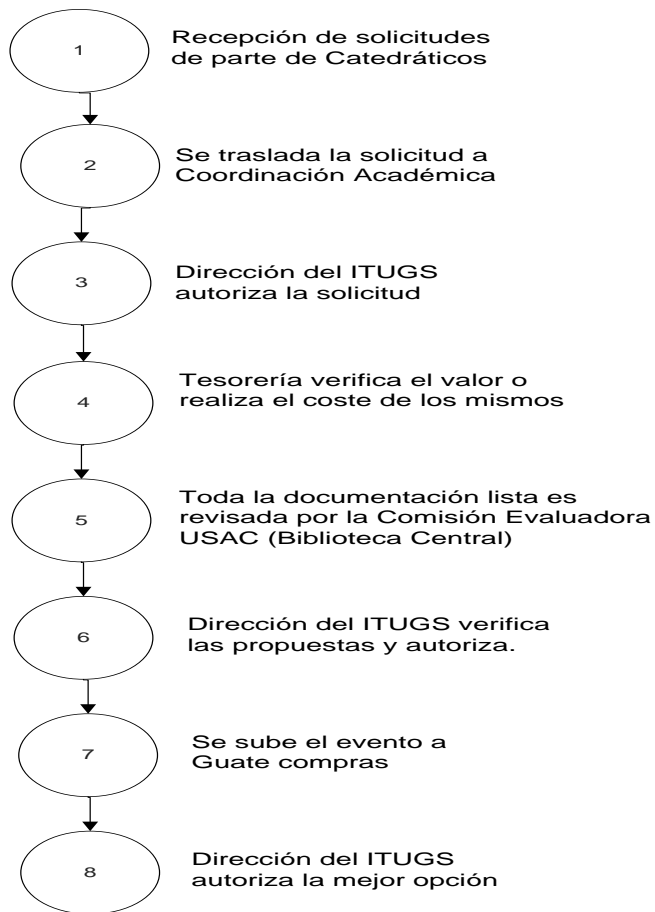 1
Recepción de solicitudes
de parte de Catedráticos
2
Se traslada la solicitud a
Coordinación Académica
3
Dirección del ITUGS
autoriza la solicitud
4
Tesorería verifica el valor o
realiza el coste de los mismos
5
Toda la documentación lista es
revisada por la Comisión Evaluadora
USAC (Biblioteca Central)
6
Dirección del ITUGS verifica
las propuestas y autoriza.
7
Se sube el evento a
Guate compras
8
Dirección del ITUGS
autoriza la mejor opción